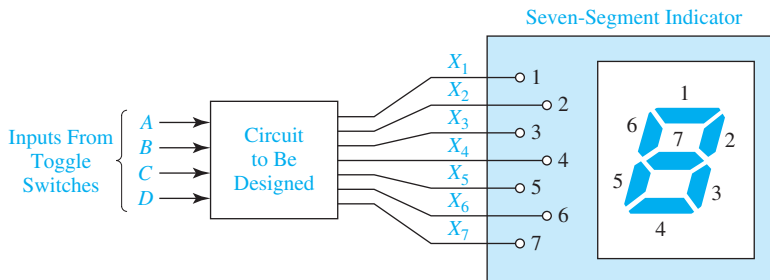 Seven-Segment Indicator
Inputs From
Toggle
Switches
A
B
C
D
Circuit
to Be
Designed
X1
X2
X3
X4
X5
X6
X7
1
2
3
4
5
6
7
1
6
7
2
5
3
4